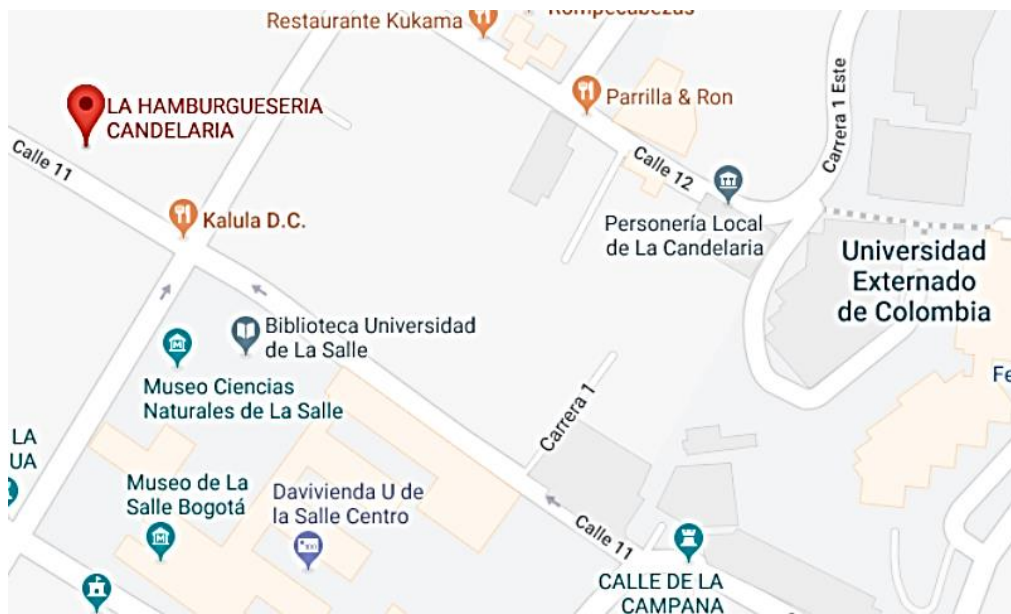 Rompecabezas
Restaurante Kukama
LA HAMBURGUESERIA
CANDELARIA
Parrilla & Ron
Carrera 1 Este
Calle 11
Calle 12
Kalula D.C.
Personería Local
de La Candelaria
Universidad
Externado
de Colombia
Biblioteca Universidad
de La Salle
Museo Ciencias
Naturales de La Salle
Fe
Carrera 1
LA
UA
Museo de La
Salle Bogotá
Davivienda U de
la Salle Centro
Calle 11
CALLE DE LA
CAMPANA